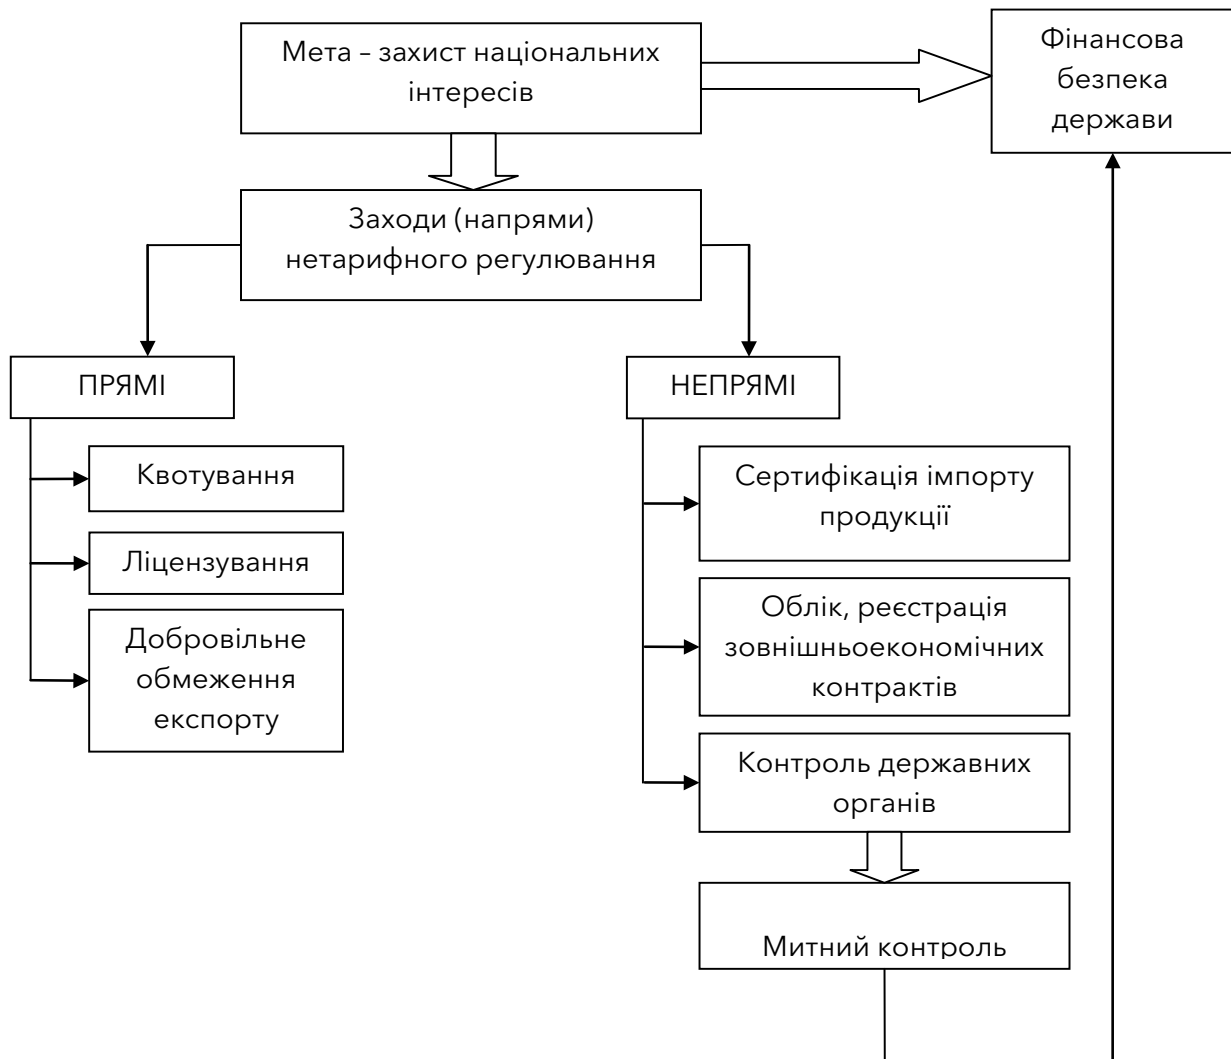 Мета – захист національних
інтересів
Фінансова
безпека
держави
Заходи (напрями)
нетарифного регулювання
ПРЯМІ
НЕПРЯМІ
Квотування
Ліцензування
Добровільне
обмеження
експорту
Сертифікація імпорту
продукції
Облік, реєстрація
зовнішньоекономічних
контрактів
Контроль державних
органів
Митний контроль